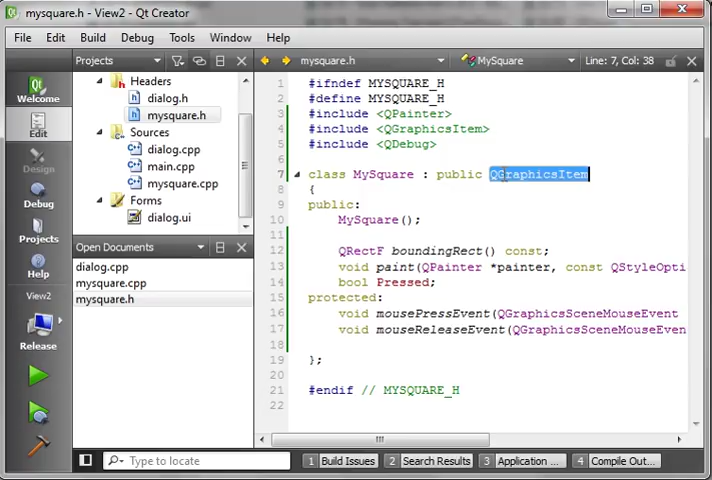 mysquare.h - View2 - Qt Creator
File Edit Build Debug Tools Window Help
Projects
mysquare.h
MySquare
Line: 7, Col: 38
Welcome
Edit
Design
Debug
Projects
Help
View2
Release
Headers
dialog.h
mysquare.h
Sources
dialog.cpp
main.cpp
mysquare.cpp
Forms
dialog.ui
Open Documents
dialog.cpp
mysquare.cpp
mysquare.h
1 #ifndef MYSQUARE_H
2 #define MYSQUARE_H
3 #include <QPainter>
4 #include <QGraphicsItem>
5 #include <QDebug>
6
7 class MySquare : public QGraphicsItem
8 {
9 public:
10 MySquare();
11
12 QRectF boundingRect() const;
13 void paint(QPainter *painter, const QStyleOpti
14 bool Pressed;
15 protected:
16 void mousePressEvent(QGraphicsSceneMouseEvent
17 void mouseReleaseEvent(QGraphicsSceneMouseEven
18
19 };
20
21 #endif // MYSQUARE_H
22
Type to locate
1 Build Issues
2 Search Results
3 Application ...
4 Compile Out...